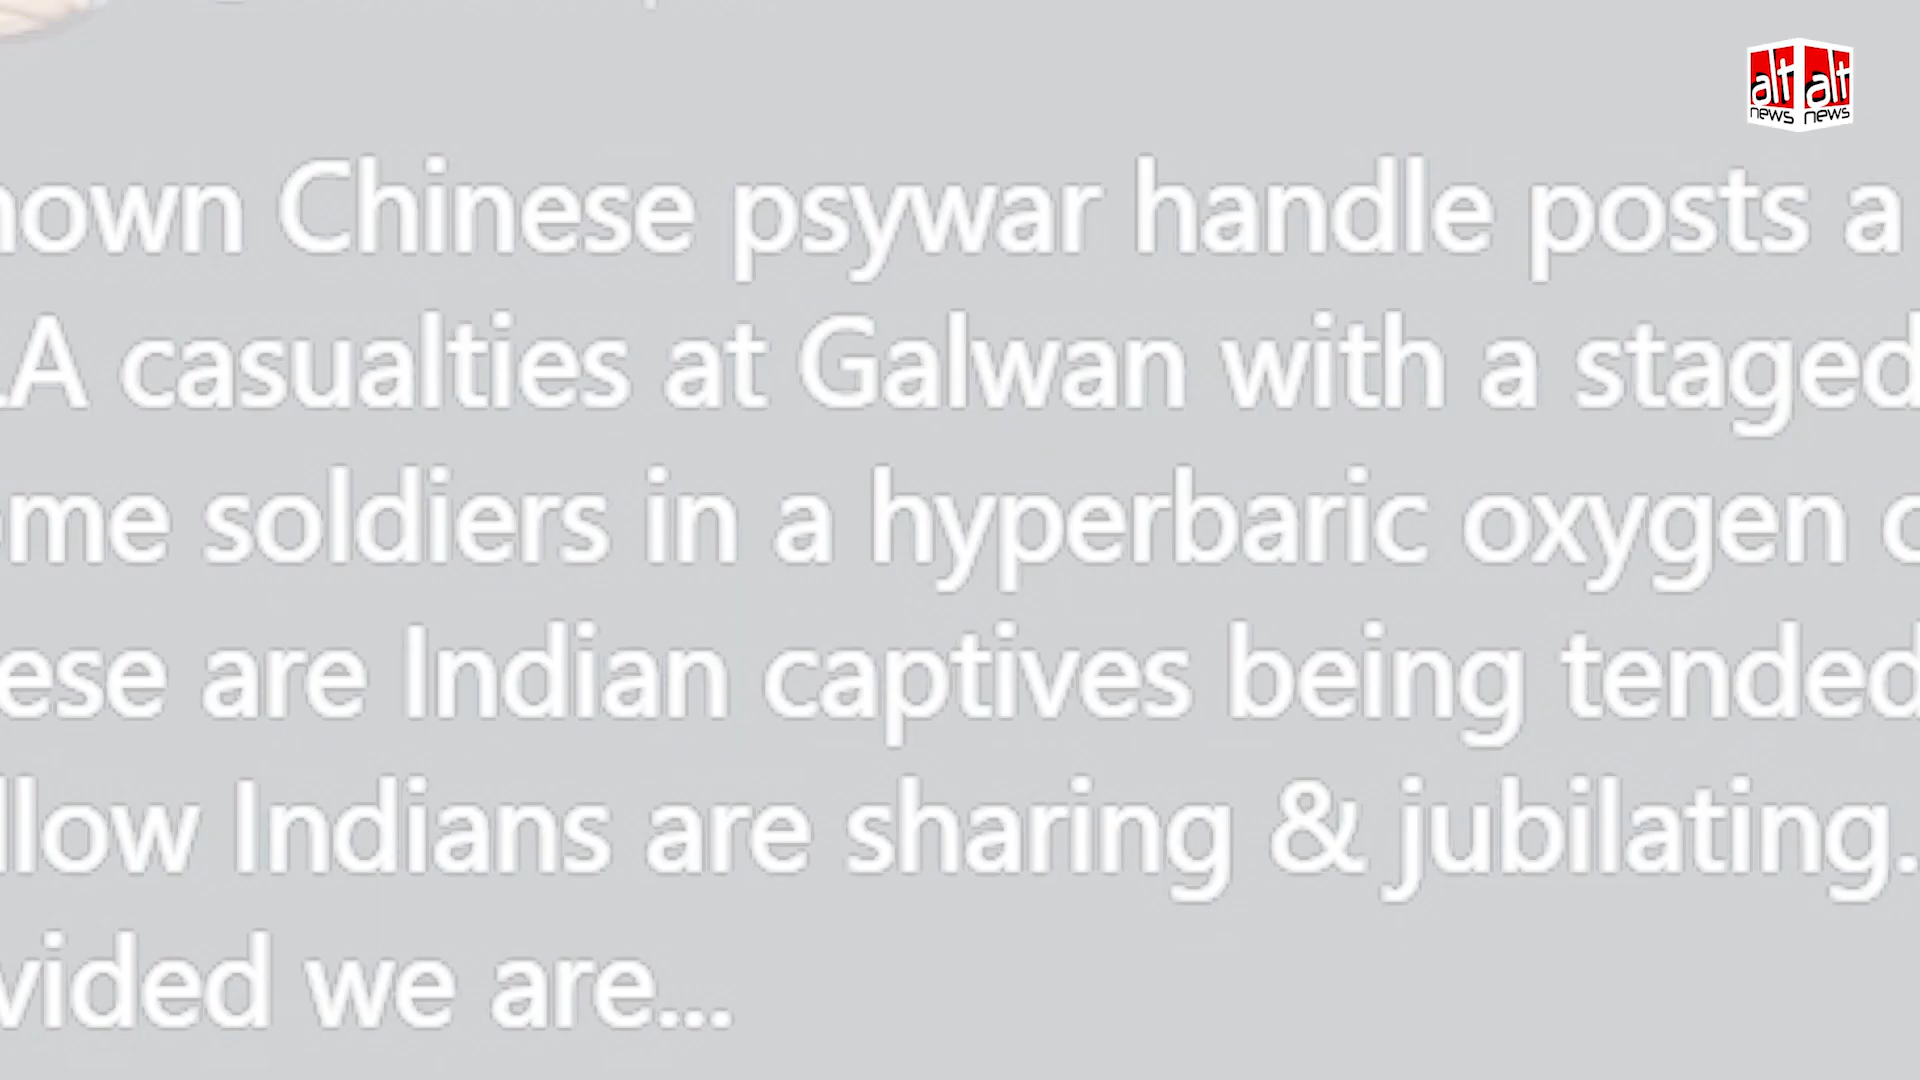 alt alt
news news
nown Chinese psywar handle posts a
A casualties at Galwan with a staged
me soldiers in a hyperbaric oxygen
ese are Indian captives being tended
llow Indians are sharing & jubilating.
vided we are...